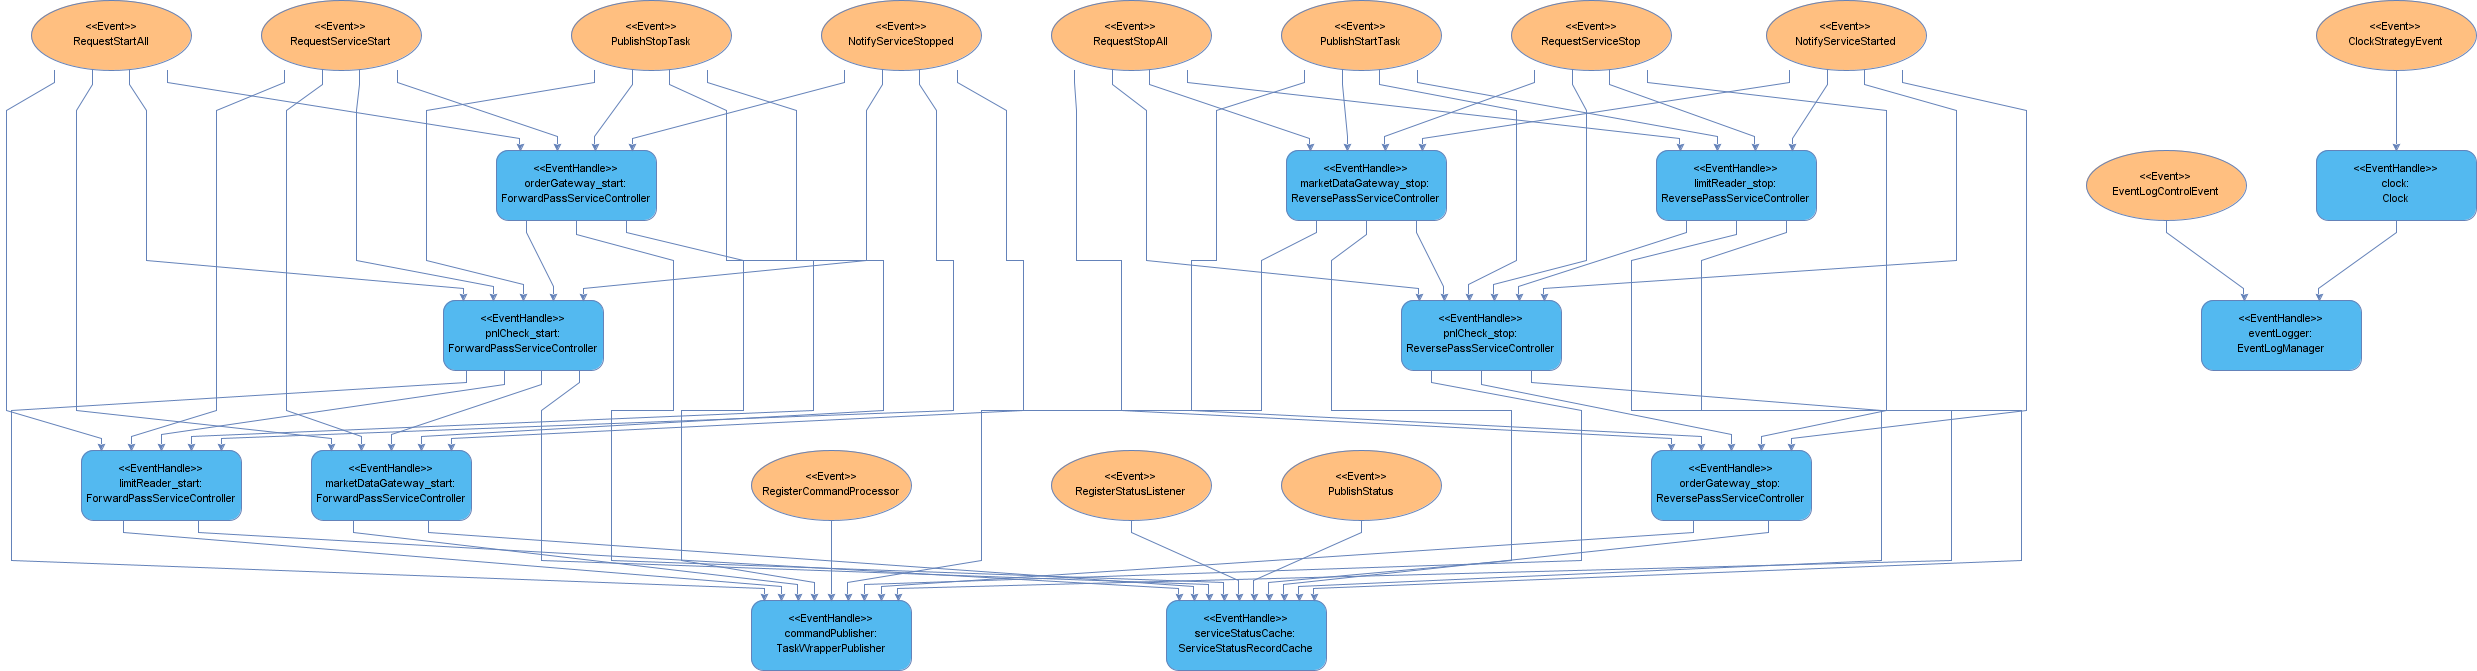 <<Event>>
RequestStartAll
<<Event>>
RequestServiceStart
<<Event>>
PublishStopTask
<<Event>>
NotifyServiceStopped
<<Event>>
RequestStopAll
<<Event>>
PublishStartTask
<<Event>>
RequestServiceStop
<<Event>>
NotifyServiceStarted
<<Event>>
ClockStrategyEvent
<<EventHandle>>
orderGateway_start:
ForwardPassServiceController
<<EventHandle>>
marketDataGateway_stop:
ReversePassServiceController
<<EventHandle>>
limitReader_stop:
ReversePassServiceController
<<Event>>
EventLogControlEvent
<<EventHandle>>
clock:
Clock
<<EventHandle>>
pnlCheck_start:
ForwardPassServiceController
<<EventHandle>>
pnlCheck_stop:
ReversePassServiceController
<<EventHandle>>
eventLogger:
EventLogManager
<<EventHandle>>
limitReader_start:
ForwardPassServiceController
<<EventHandle>>
marketDataGateway_start:
ForwardPassServiceController
<<Event>>
RegisterCommandProcessor
<<Event>>
RegisterStatusListener
<<Event>>
PublishStatus
<<EventHandle>>
orderGateway_stop:
ReversePassServiceController
<<EventHandle>>
commandPublisher:
TaskWrapperPublisher
<<EventHandle>>
serviceStatusCache:
ServiceStatusRecordCache